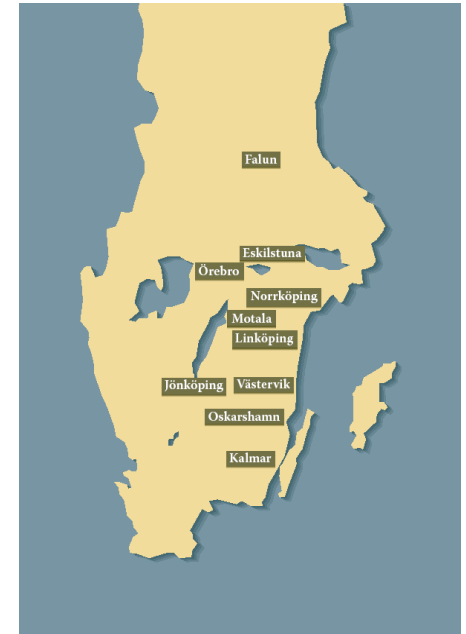 Falun
Eskilstuna
Örebro
Norrköping
Motala
Linköping
Jönköping
Västervik
Oskarshamn
Kalmar